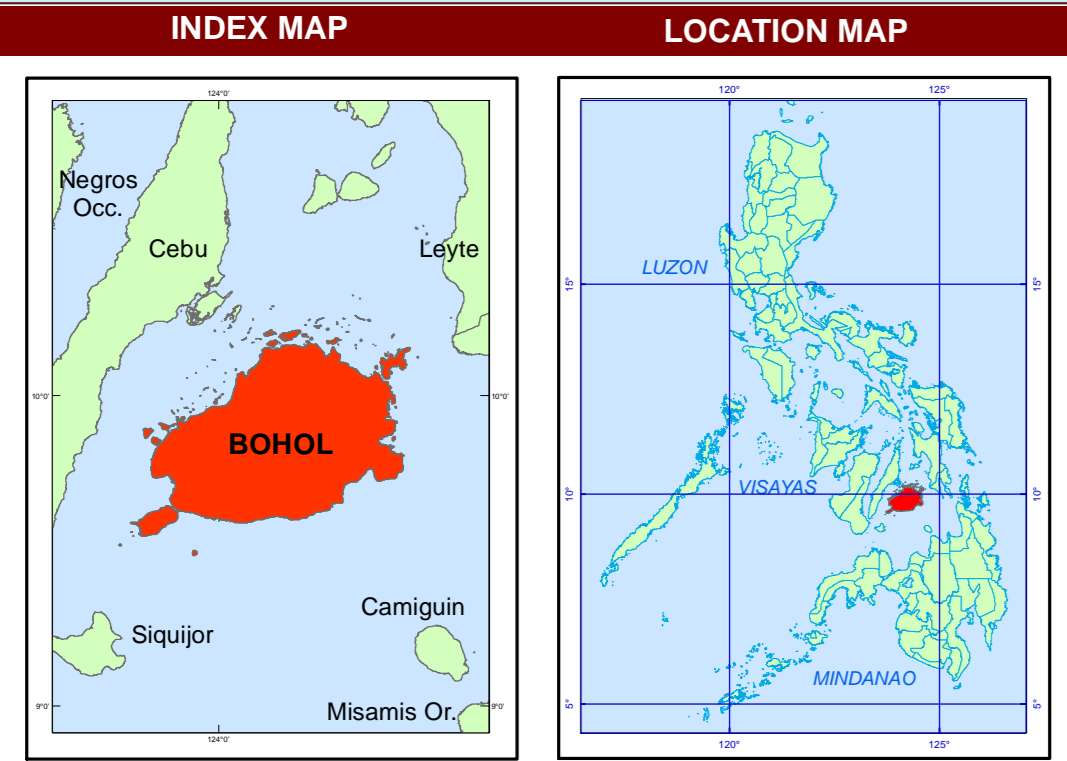 INDEX MAP
LOCATION MAP
124°0'
Negros
Occ.
Cebu
Leyte
10°0'
10°0'
BOHOL
Camiguin
Siquijor
Misamis Or.
9°0'
9°0'
124°0'
120°
125°
LUZON
15°
15°
VISAYAS
10°
10°
MINDANAO
5°
5°
120°
125°